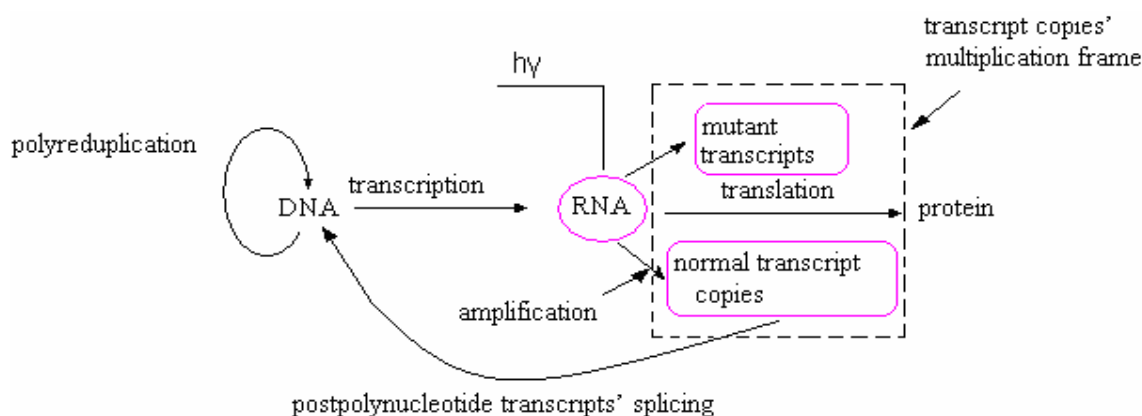 transcript copies’
multiplication frame
hγ
mutant
transcripts
polyreduplication
transcription
translation
DNA
RNA
protein
normal transcript
copies
amplification
postpolynucleotide transcripts’ splicing